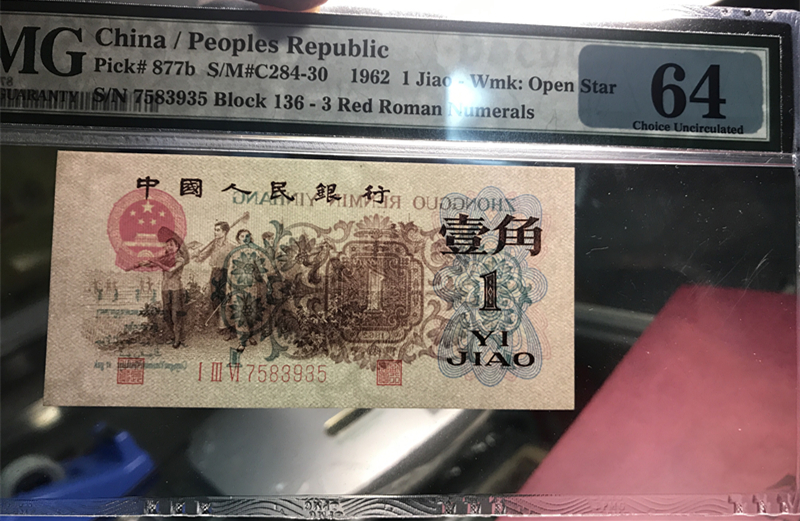 MG China / Peoples Republic
Pick# 877b S/M#C284-30 1962 1 Jiao - Wmk: Open Star
S/N 7583935 Block 136 - 3 Red Roman Numerals
64
Choice Uncirculated
中國人民銀行
ZHONGGUO RENMIN YINHANG
壹角
1
1
YI
JIAO
I III VI 7583935